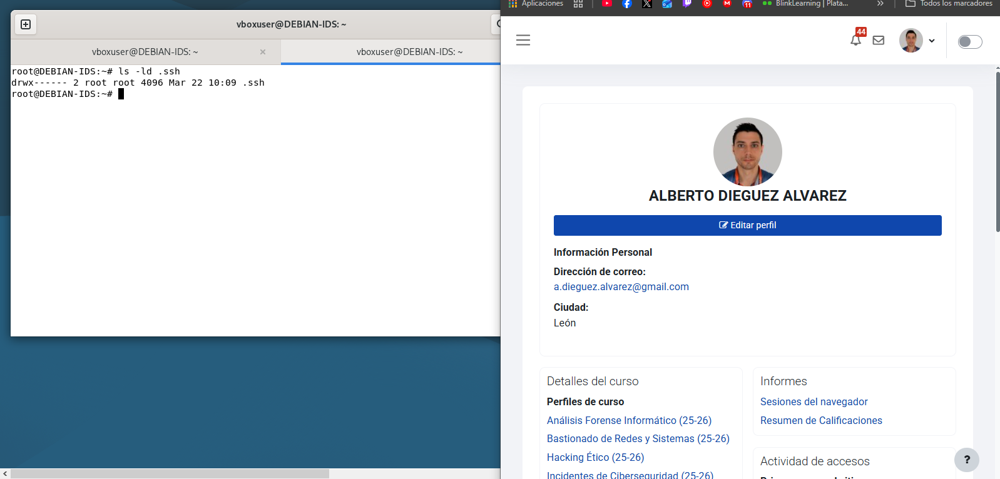 vboxuser@DEBIAN-IDS: ~
vboxuser@DEBIAN-IDS: ~ ×
vboxuser@DEBIAN-IDS: ~
root@DEBIAN-IDS:~# ls -ld .ssh
drwx------ 2 root root 4096 Mar 22 10:09 .ssh
root@DEBIAN-IDS:~#
Aplicaciones
11
BlinkLearning | Plata...
»
Todos los marcadores
44
ALBERTO DIEGUEZ ALVAREZ
Editar perfil
Información Personal
Dirección de correo:
a.dieguez.alvarez@gmail.com
Ciudad:
León
Detalles del curso
Perfiles de curso
Análisis Forense Informático (25-26)
Bastionado de Redes y Sistemas (25-26)
Hacking Ético (25-26)
Incidentes de Ciberseguridad (25-26)
Informes
Sesiones del navegador
Resumen de Calificaciones
Actividad de accesos
?